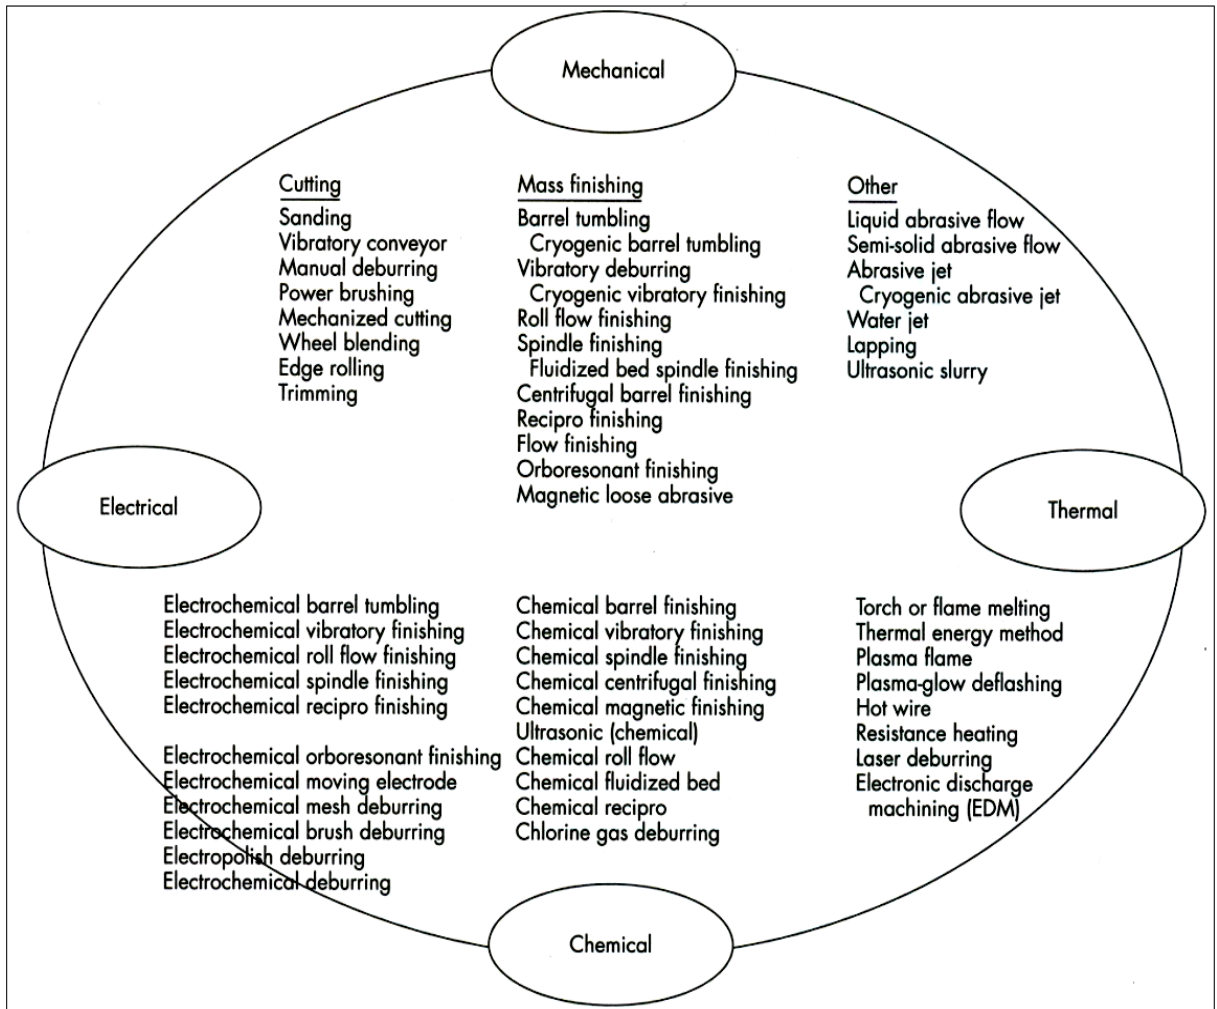 Mechanical
Cutting
Sanding
Vibratory conveyor
Manual deburring
Power brushing
Mechanized cutting
Wheel blending
Edge rolling
Trimming
Mass finishing
Barrel tumbling
Cryogenic barrel tumbling
Vibratory deburring
Cryogenic vibratory finishing
Roll flow finishing
Spindle finishing
Fluidized bed spindle finishing
Centrifugal barrel finishing
Recipro finishing
Flow finishing
Orboresonant finishing
Magnetic loose abrasive
Other
Liquid abrasive flow
Semi-solid abrasive flow
Abrasive jet
Cryogenic abrasive jet
Water jet
Lapping
Ultrasonic slurry
Electrical
Thermal
Electrochemical barrel tumbling
Electrochemical vibratory finishing
Electrochemical roll flow finishing
Electrochemical spindle finishing
Electrochemical recipro finishing
Electrochemical orboresonant finishing
Electrochemical moving electrode
Electrochemical mesh deburring
Electrochemical brush deburring
Electropolish deburring
Electrochemical deburring
Chemical barrel finishing
Chemical vibratory finishing
Chemical spindle finishing
Chemical centrifugal finishing
Chemical magnetic finishing
Ultrasonic (chemical)
Chemical roll flow
Chemical fluidized bed
Chemical recipro
Chlorine gas deburring
Torch or flame melting
Thermal energy method
Plasma flame
Plasma-glow deflashing
Hot wire
Resistance heating
Laser deburring
Electronic discharge
machining (EDM)
Chemical